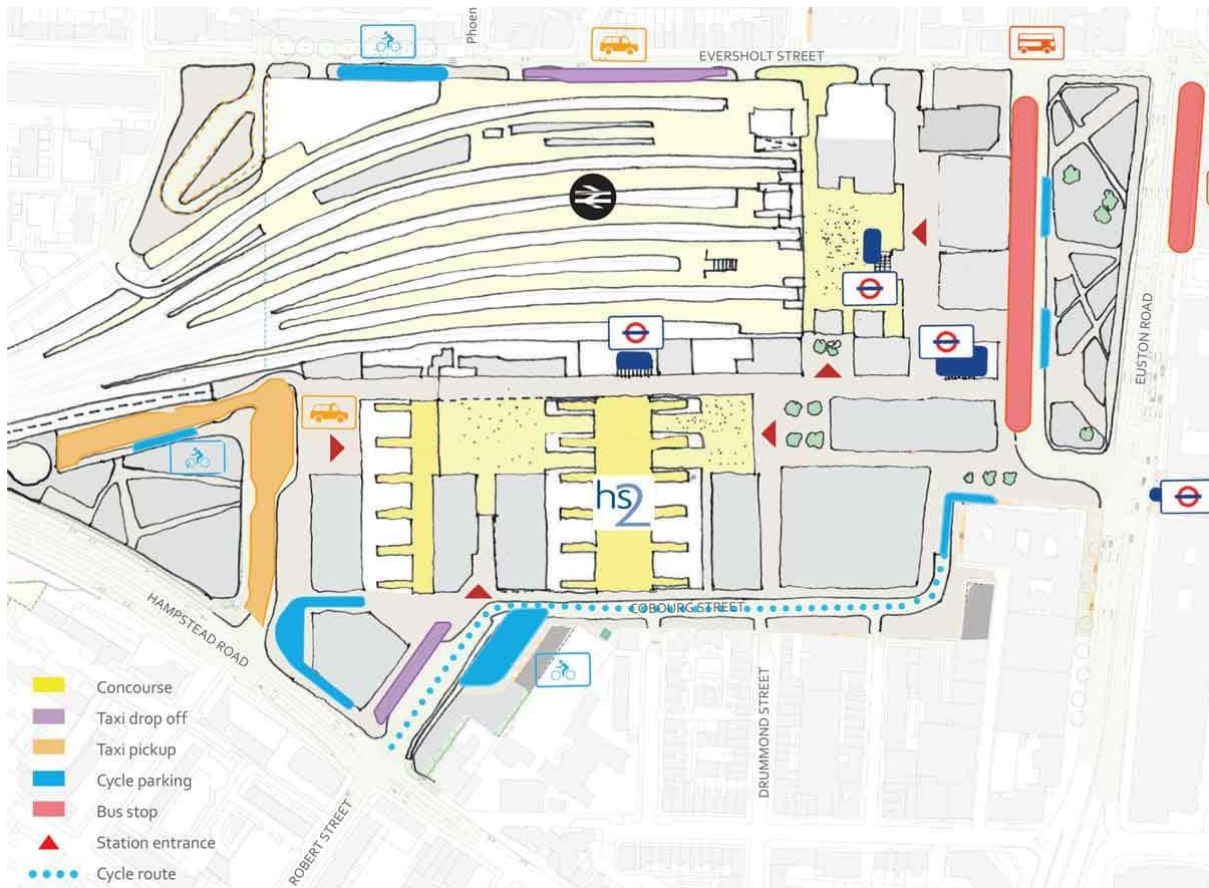 Phoen
EVERSHOLT STREET
EUSTON ROAD
hs2
COBOURG STREET
HAMPSTEAD ROAD
DRUMMOND STREET
ROBERT STREET
Concourse
Taxi drop off
Taxi pickup
Cycle parking
Bus stop
Station entrance
Cycle route